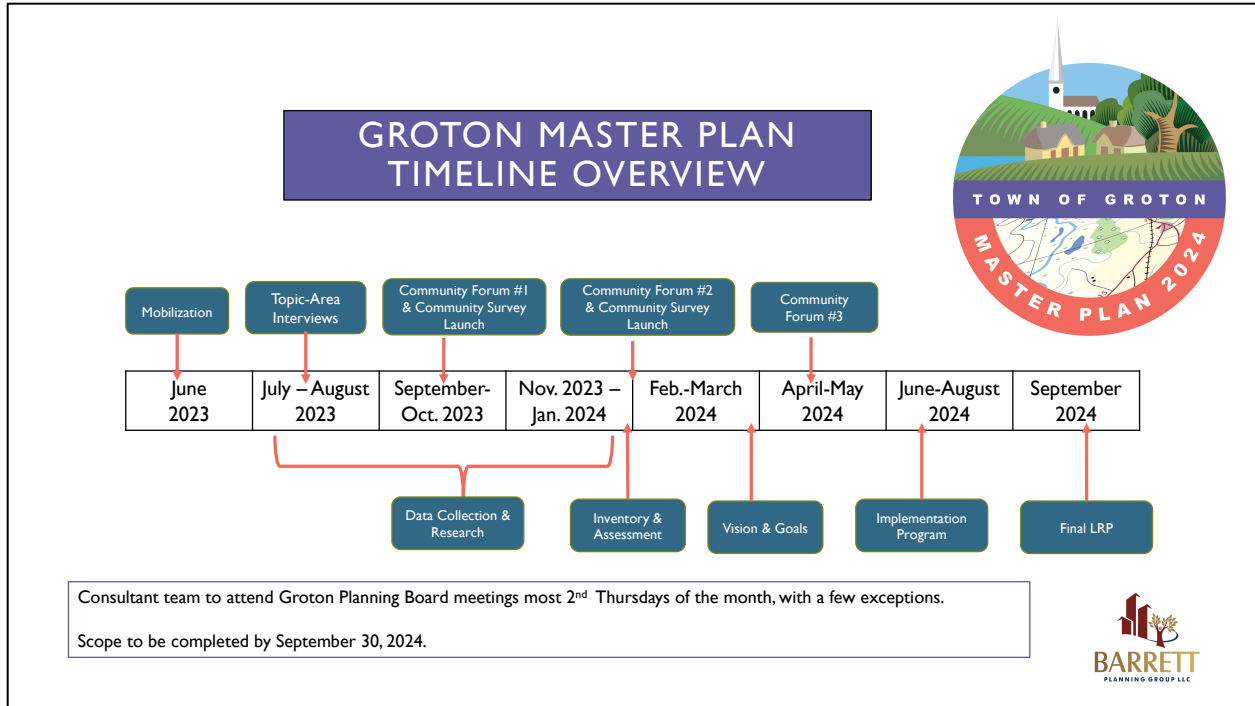 GROTON MASTER PLAN
TIMELINE OVERVIEW
TOWN OF GROTON
MASTER PLAN 2024
Mobilization
Topic-Area
Interviews
Community Forum #1
& Community Survey
Launch
Community Forum #2
& Community Survey
Launch
Community
Forum #3
June
2023
July – August
2023
September-
Oct. 2023
Nov. 2023 –
Jan. 2024
Feb.-March
2024
April-May
2024
June-August
2024
September
2024
Data Collection &
Research
Inventory &
Assessment
Vision & Goals
Implementation
Program
Final LRP
Consultant team to attend Groton Planning Board meetings most 2nd Thursdays of the month, with a few exceptions.
Scope to be completed by September 30, 2024.
BARRETT
PLANNING GROUP LLC